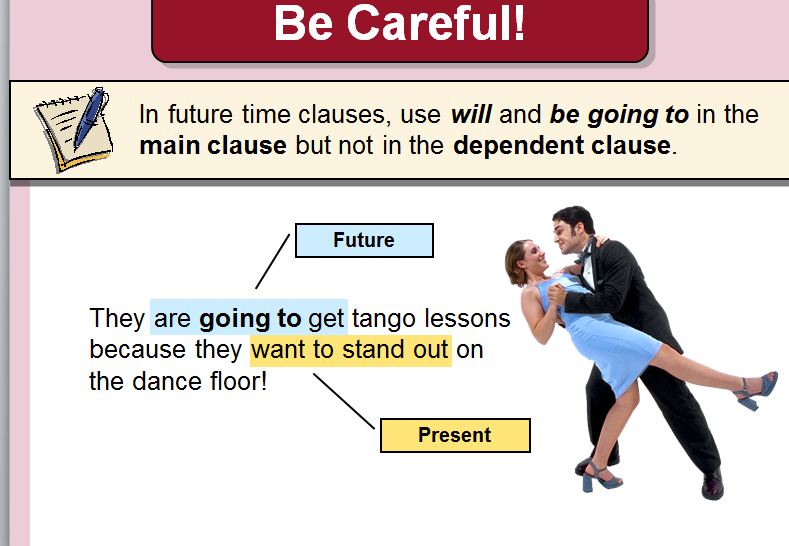 Be Careful!
In future time clauses, use will and be going to in the
main clause but not in the dependent clause.
Future
They are going to get tango lessons
because they want to stand out on
the dance floor!
Present